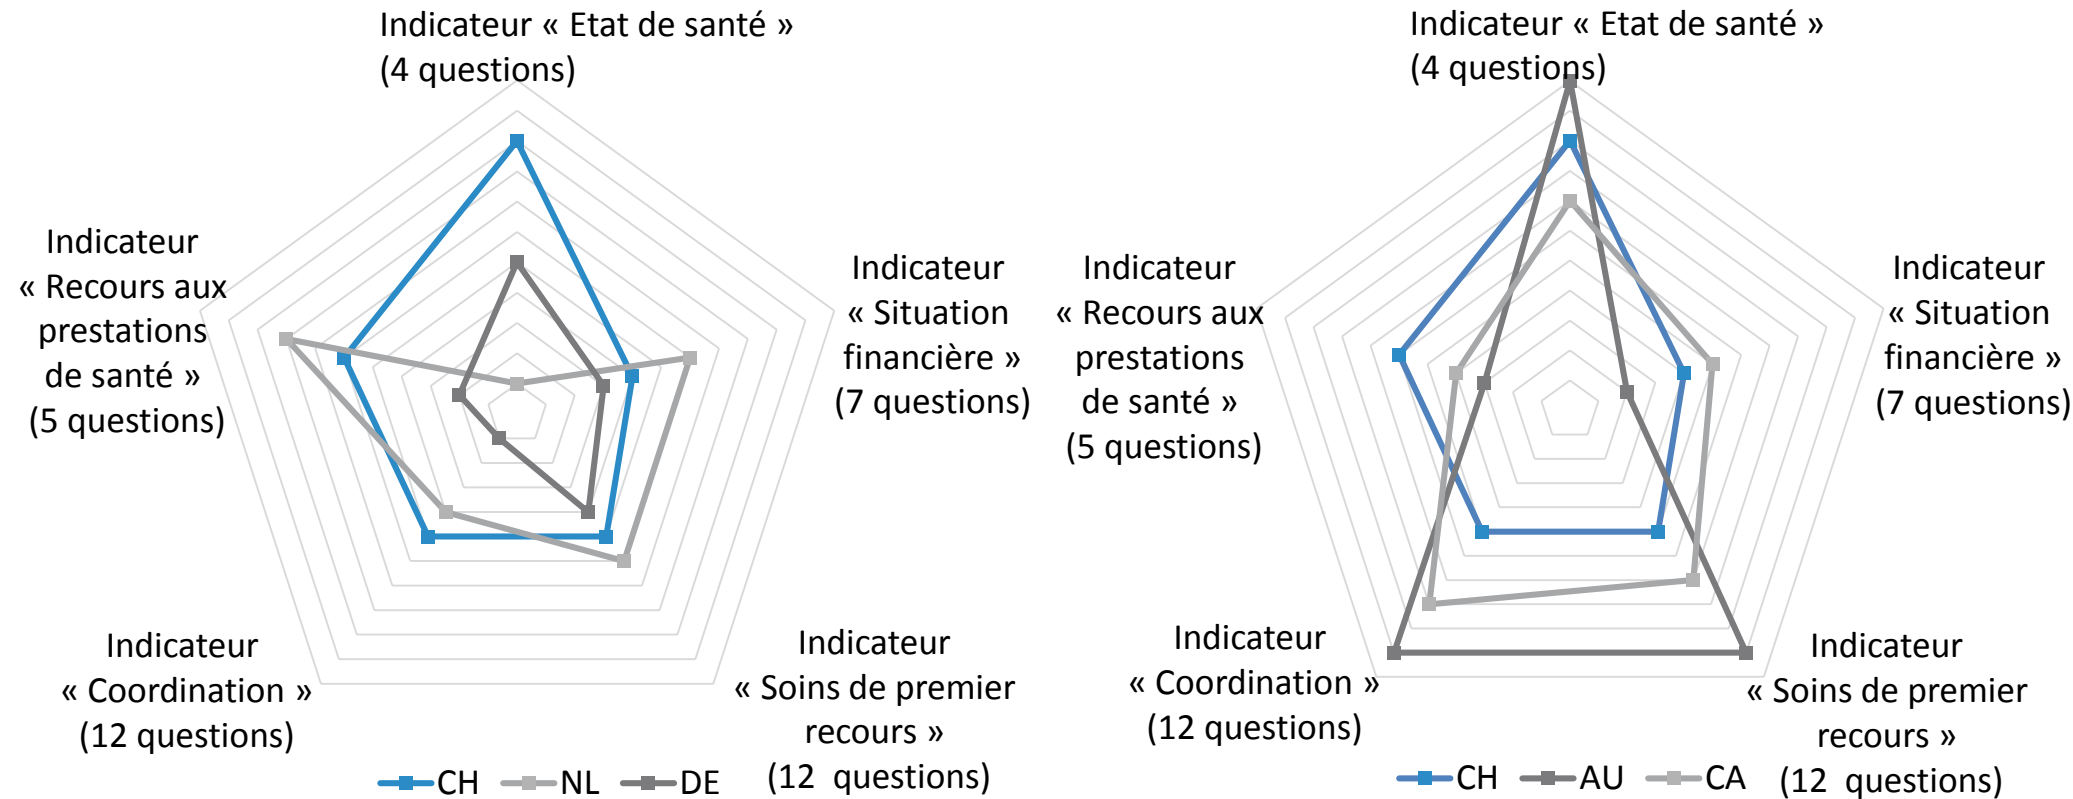 Indicateur « Etat de santé »
(4 questions)
Indicateur
« Situation
financière »
(7 questions)
Indicateur
« Soins de premier
recours »
(12  questions)
Indicateur
« Coordination »
(12 questions)
Indicateur
« Recours aux
prestations
de santé »
(5 questions)
CH NL DE
Indicateur « Etat de santé »
(4 questions)
Indicateur
« Situation
financière »
(7 questions)
Indicateur
« Soins de premier
recours »
(12  questions)
Indicateur
« Coordination »
(12 questions)
Indicateur
« Recours aux
prestations
de santé »
(5 questions)
CH AU CA